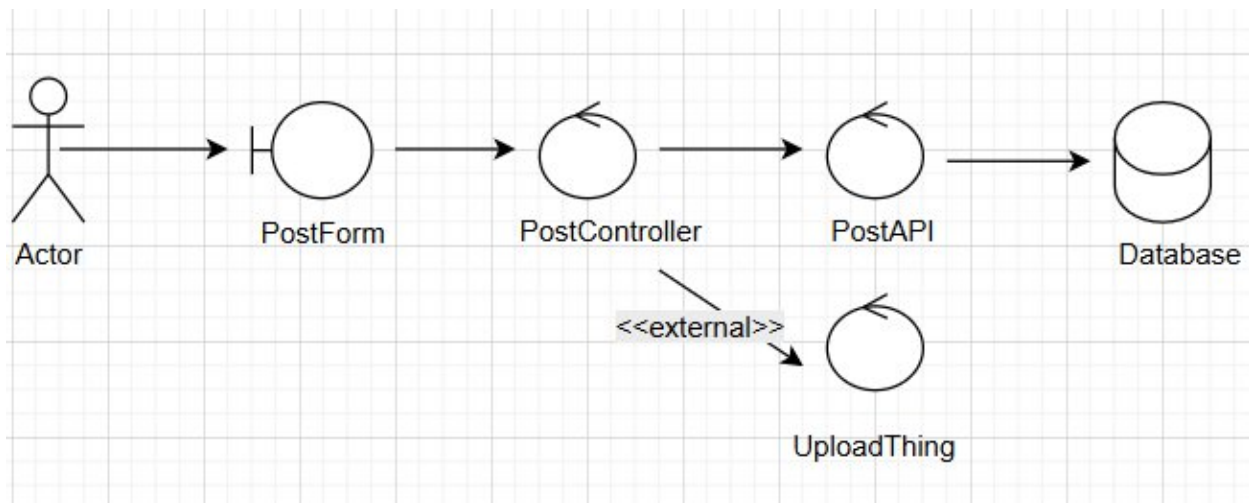 Actor
PostForm
PostController
PostAPI
Database
<<external>>
UploadThing